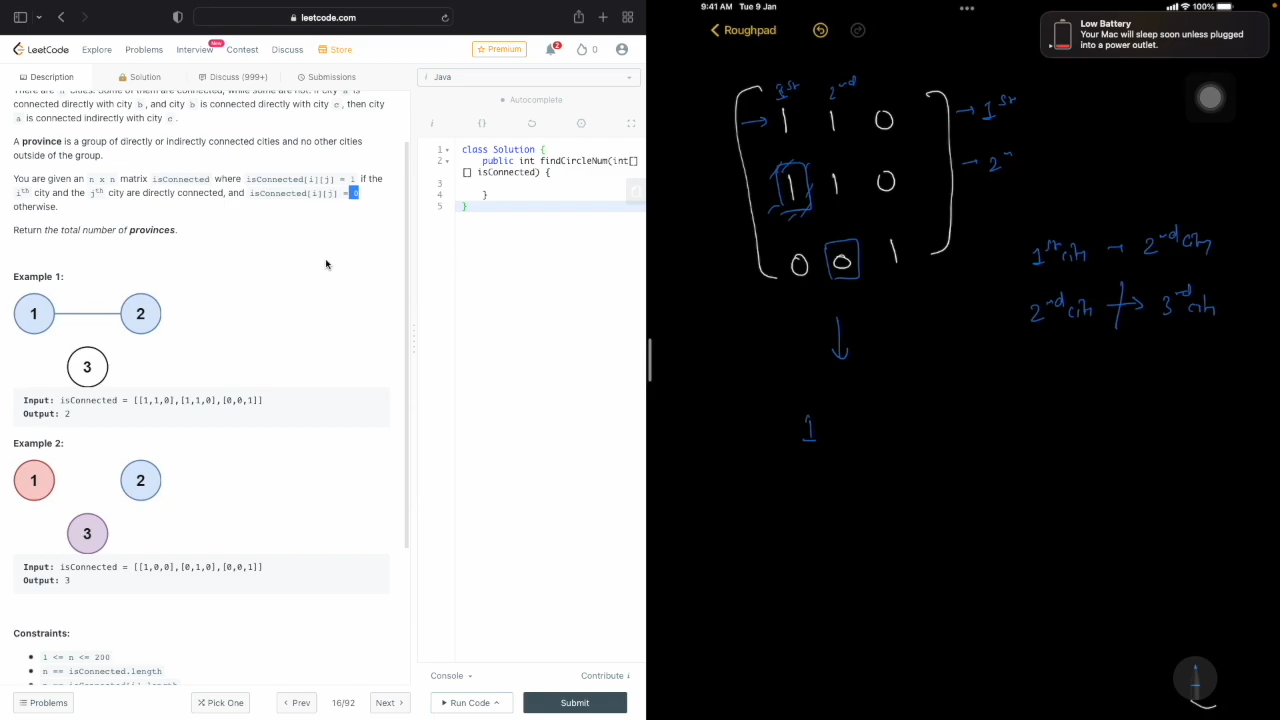 leetcode.com
LeetCode Explore Problems Interview New Contest Discuss Store Premium 2 0
Description Solution Discuss (999+) Submissions
connected directly with city b, and city b is connected directly with city c, then city
a is connected indirectly with city c.
A province is a group of directly or indirectly connected cities and no other cities
outside of the group.
You are given an n x n matrix isConnected where isConnected[i][j] = 1 if the
ith city and the jth city are directly connected, and isConnected[i][j] = 0
otherwise.
Return the total number of provinces.
Example 1:
1 2
3
Input: isConnected = [[1,1,0],[1,1,0],[0,0,1]]
Output: 2
Example 2:
1 2
3
Input: isConnected = [[1,0,0],[0,1,0],[0,0,1]]
Output: 3
Constraints:
1 <= n <= 200
n == isConnected.length
Problems Pick One Prev 16/92 Next
Java
Autocomplete
i {}
1 class Solution {
2 public int findCircleNum(int[]
[] isConnected) {
3
4 }
5 }
Console Contribute
Run Code Submit
9:41 AM Tue 9 Jan 100%
Roughpad
Low Battery
Your Mac will sleep soon unless plugged
into a power outlet.
1st 2nd
1 1 0 → 1st
1 1 0 → 2n
0 0 1
1st city → 2nd city
2nd city → 3rd city
1